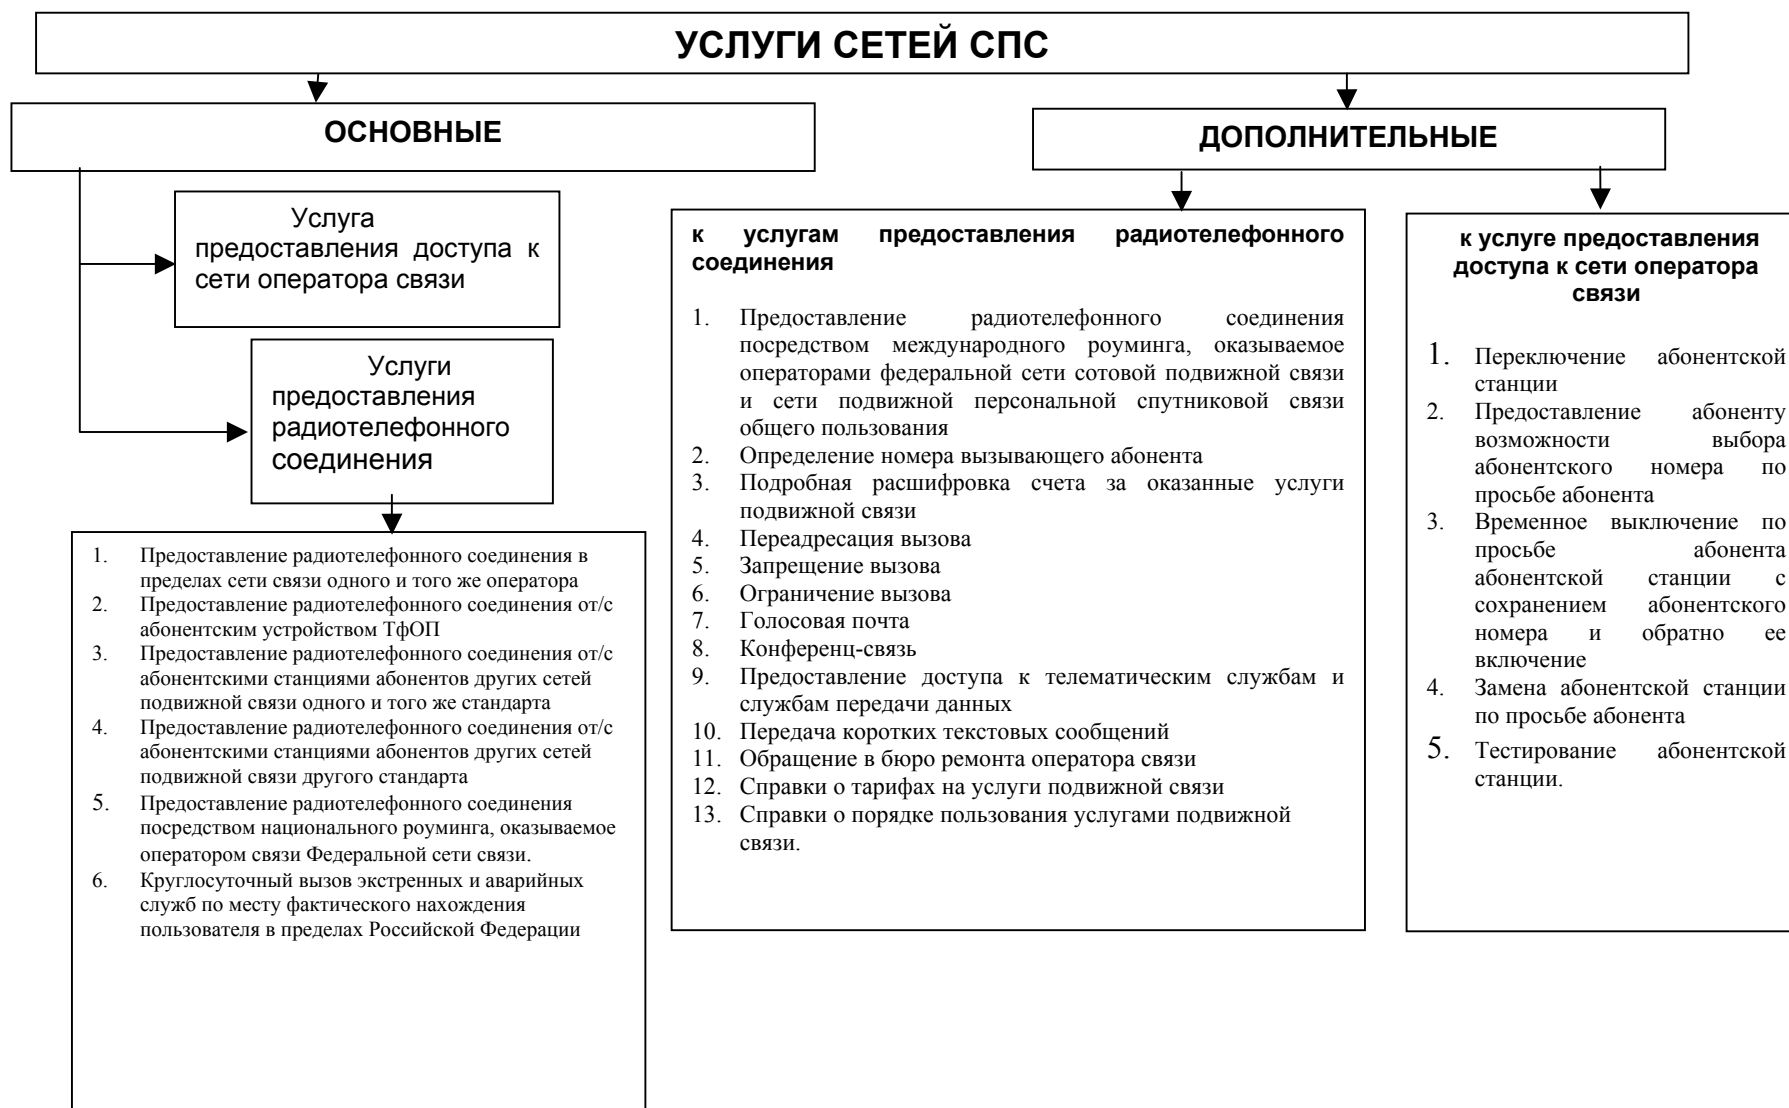 УСЛУГИ СЕТЕЙ СПС
ОСНОВНЫЕ
ДОПОЛНИТЕЛЬНЫЕ
Услуга
предоставления доступа к
сети оператора связи
Услуги
предоставления
радиотелефонного
соединения
1. Предоставление радиотелефонного соединения в
пределах сети связи одного и того же оператора
2. Предоставление радиотелефонного соединения от/с
абонентским устройством ТфОП
3. Предоставление радиотелефонного соединения от/с
абонентскими станциями абонентов других сетей
подвижной связи одного и того же стандарта
4. Предоставление радиотелефонного соединения от/с
абонентскими станциями абонентов других сетей
подвижной связи другого стандарта
5. Предоставление радиотелефонного соединения
посредством национального роуминга, оказываемое
оператором связи Федеральной сети связи.
6. Круглосуточный вызов экстренных и аварийных
служб по месту фактического нахождения
пользователя в пределах Российской Федерации
к услугам предоставления радиотелефонного
соединения
1. Предоставление радиотелефонного соединения
посредством международного роуминга, оказываемое
операторами федеральной сети сотовой подвижной связи
и сети подвижной персональной спутниковой связи
общего пользования
2. Определение номера вызывающего абонента
3. Подробная расшифровка счета за оказанные услуги
подвижной связи
4. Переадресация вызова
5. Запрещение вызова
6. Ограничение вызова
7. Голосовая почта
8. Конференц-связь
9. Предоставление доступа к телематическим службам и
службам передачи данных
10. Передача коротких текстовых сообщений
11. Обращение в бюро ремонта оператора связи
12. Справки о тарифах на услуги подвижной связи
13. Справки о порядке пользования услугами подвижной
связи.
к услуге предоставления
доступа к сети оператора
связи
1. Переключение абонентской
станции
2. Предоставление абоненту
возможности выбора
абонентского номера по
просьбе абонента
3. Временное выключение по
просьбе абонента
абонентской станции с
сохранением абонентского
номера и обратно ее
включение
4. Замена абонентской станции
по просьбе абонента
5. Тестирование абонентской
станции.